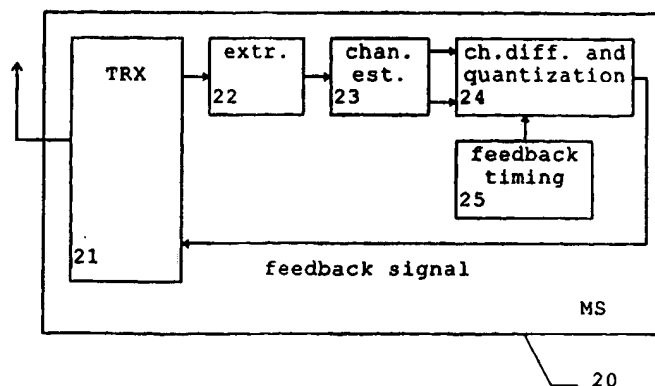 TRX
21
extr.
22
chan.
est.
23
ch.diff. and
quantization
24
feedback
timing
25
feedback signal
MS
20